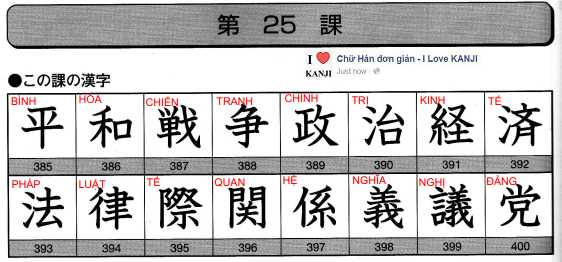 第 25 課
I ❤ KANJI
Chữ Hán đơn giản - I Love KANJI
Just now
●この課の漢字
BÌNH HÒA CHIẾN TRANH CHÍNH TRỊ KINH TẾ
平 和 戦 争 政 治 経 済
385 386 387 388 389 390 391 392
PHÁP LUẬT TẾ QUAN HỆ NGHĨA NGHỊ ĐẢNG
法 律 際 関 係 義 議 党
393 394 395 396 397 398 399 400